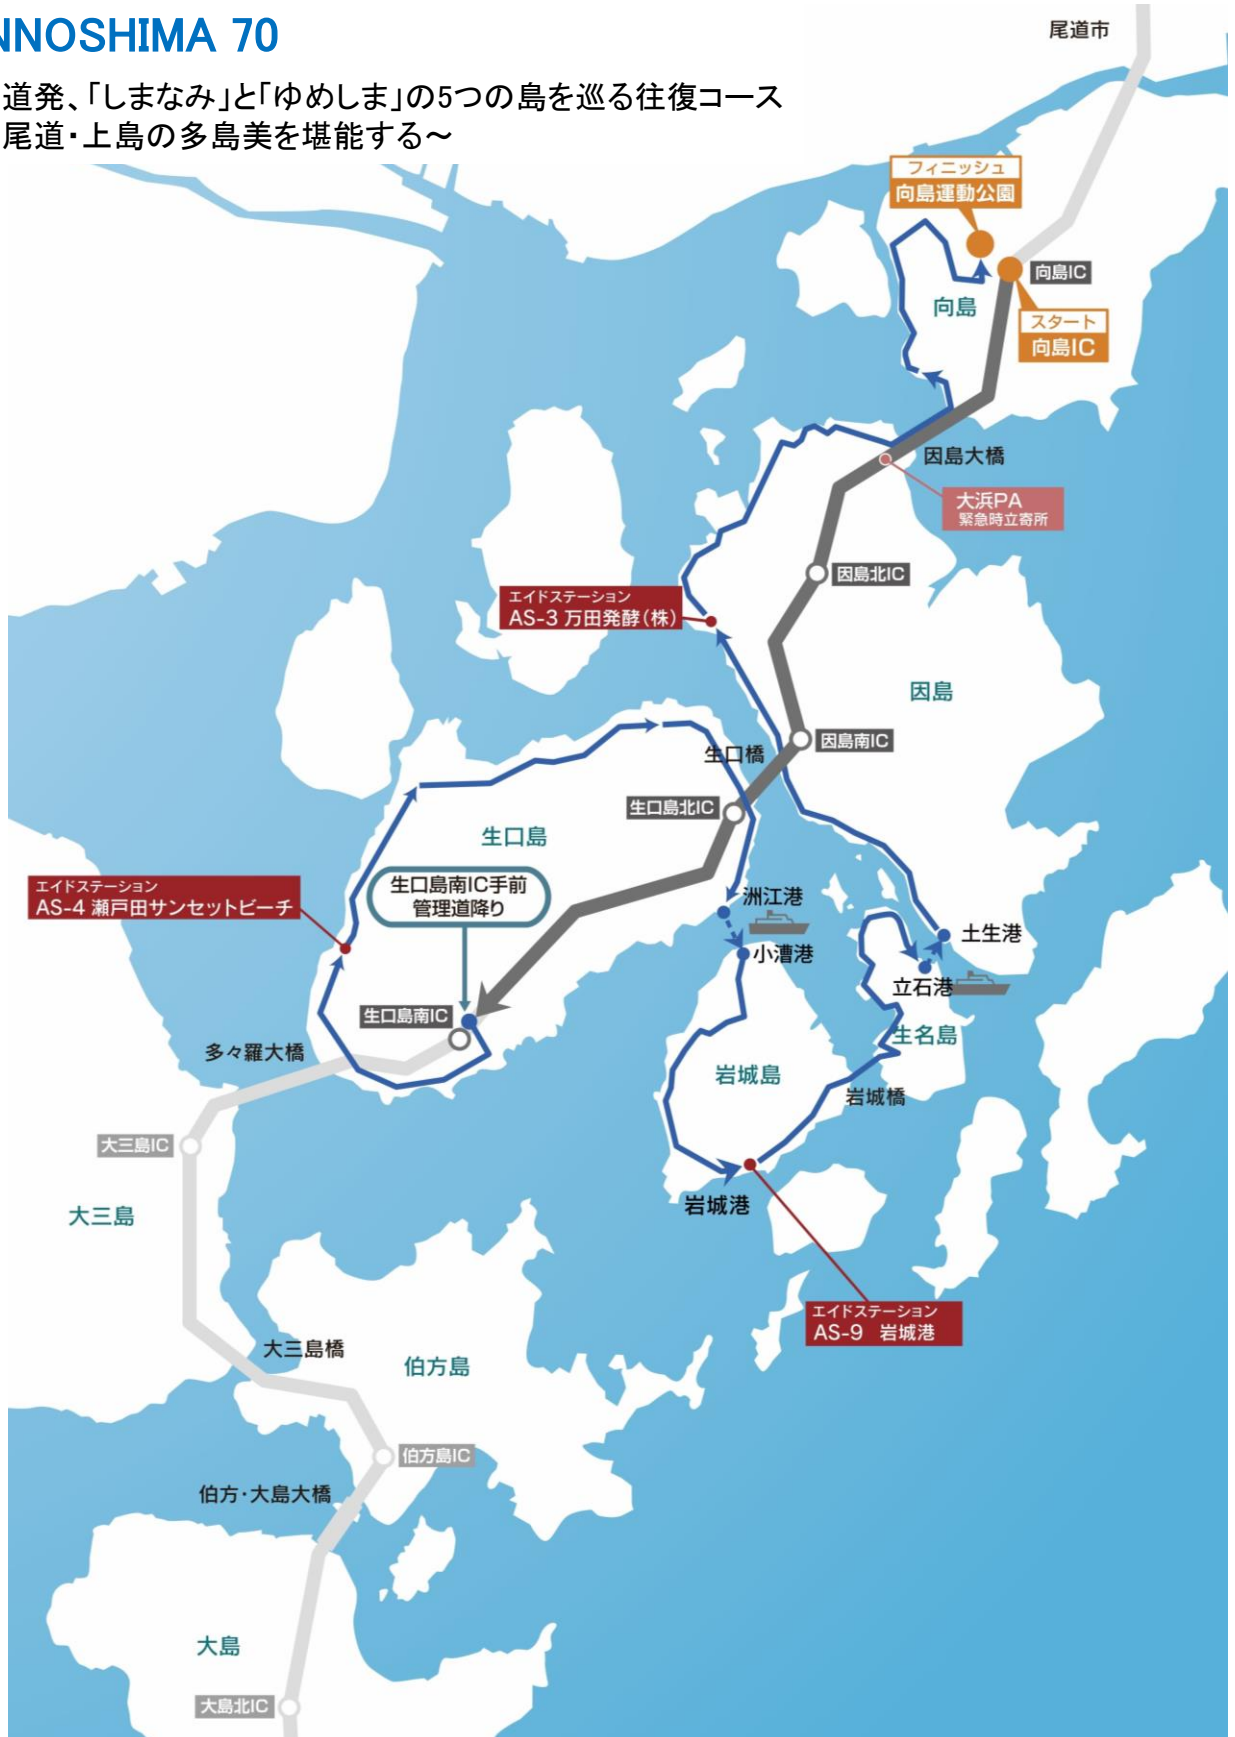 NNOSHIMA 70
道発、「しまなみ」と「ゆめしま」の5つの島を巡る往復コース
尾道・上島の多島美を堪能する～
尾道市
フィニッシュ
向島運動公園
向島IC
向島
スタート
向島IC
因島大橋
大浜PA
緊急時立寄所
因島北IC
エイドステーション
AS-3 万田発酵(株)
因島
因島南IC
生口橋
生口島北IC
生口島
生口島南IC手前
管理道降り
エイドステーション
AS-4 瀬戸田サンセットビーチ
洲江港
小漕港
土生港
立石港
生口島南IC
生名島
多々羅大橋
岩城島
岩城橋
大三島IC
岩城港
大三島
エイドステーション
AS-9 岩城港
大三島橋
伯方島
伯方島IC
伯方・大島大橋
大島
大島北IC